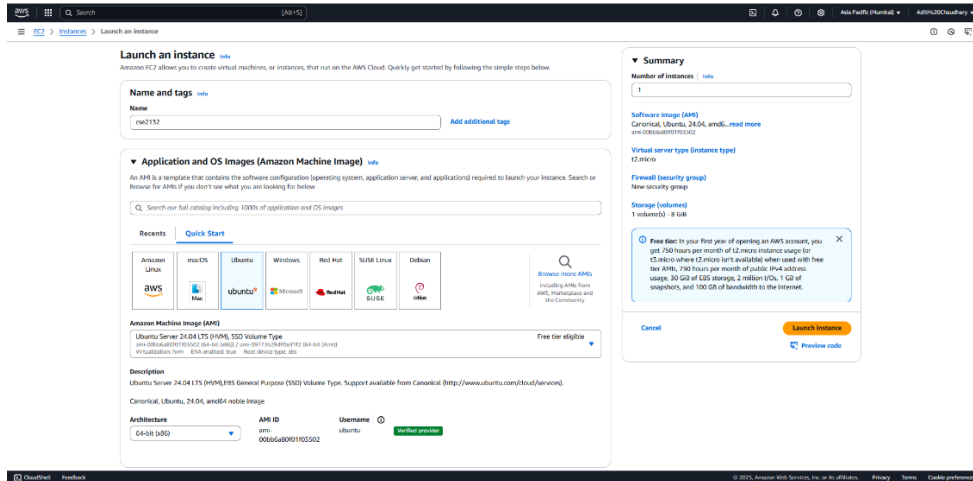 aws
Search
[Alt+S]
Asia Pacific (Mumbai)
Adith%20Chaudhary
EC2 > Instances > Launch an instance
Launch an instance Info
Amazon EC2 allows you to create virtual machines, or instances, that run on the AWS Cloud. Quickly get started by following the simple steps below.
Name and tags Info
Name
cse2132
Add additional tags
Application and OS Images (Amazon Machine Image) Info
An AMI is a template that contains the software configuration (operating system, application server, and applications) required to launch your instance. Search or
Browse for AMIs if you don't see what you are looking for below
Search our full catalog including 1000s of application and OS images
Recents
Quick Start
Amazon
Linux
aws
macOS
Mac
Ubuntu
ubuntu
Windows
Microsoft
Red Hat
Red Hat
SUSE Linux
SUSE
Debian
debian
Browse more AMIs
Including AMIs from
AWS, Marketplace and
the Community
Amazon Machine Image (AMI)
Ubuntu Server 24.04 LTS (HVM), SSD Volume Type
Free tier eligible
Virtualization: hvm ENA enabled: true Root device type: ebs
Description
Ubuntu Server 24.04 LTS (HVM),EBS General Purpose (SSD) Volume Type. Support available from Canonical (http://www.ubuntu.com/cloud/services).
Canonical, Ubuntu, 24.04, amd64 noble image
Architecture
64-bit (x86)
AMI ID
ami-
00bb6a80f01f03502
Username
ubuntu
Verified provider
Summary
Number of instances Info
1
Software Image (AMI)
Canonical, Ubuntu, 24.04, amd6...read more
ami-00bb6a80f01f03502
Virtual server type (instance type)
t2.micro
Firewall (security group)
New security group
Storage (volumes)
1 volume(s) - 8 GiB
Free tier: In your first year of opening an AWS account, you
get 750 hours per month of t2.micro instance usage (or
t3.micro where t2.micro isn't available) when used with free
tier AMIs, 750 hours per month of public IPv4 address
usage, 30 GiB of EBS storage, 2 million I/Os, 1 GB of
snapshots, and 100 GB of bandwidth to the internet.
Cancel
Launch instance
Preview code
CloudShell
Feedback
© 2025, Amazon Web Services, Inc. or its affiliates.
Privacy
Terms
Cookie preferences